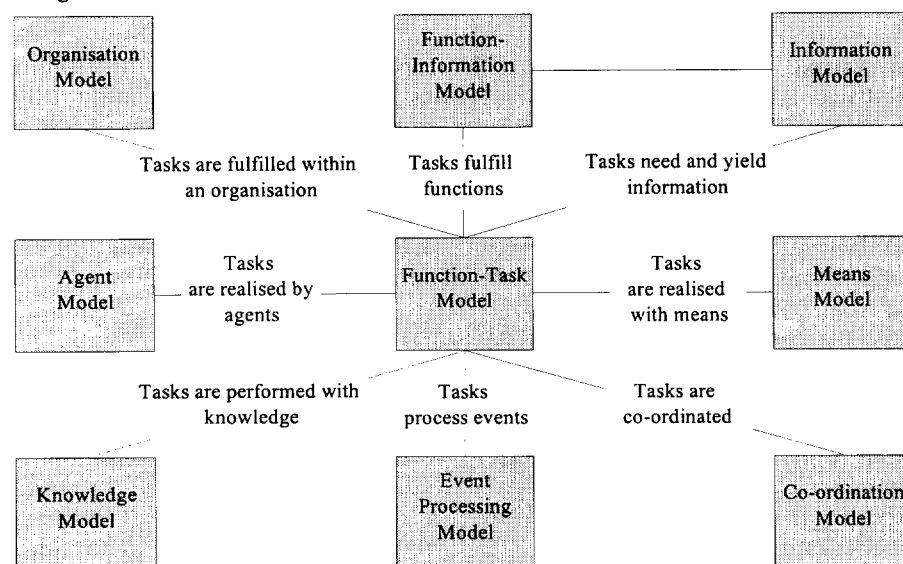 Organisation
Model
Function-
Information
Model
Information
Model
Tasks are fulfilled within
an organisation
Tasks fulfill
functions
Tasks need and yield
information
Agent
Model
Tasks
are realised by
agents
Function-Task
Model
Tasks
are realised
with means
Means
Model
Tasks are performed with
knowledge
Tasks
process events
Tasks are
co-ordinated
Knowledge
Model
Event
Processing
Model
Co-ordination
Model